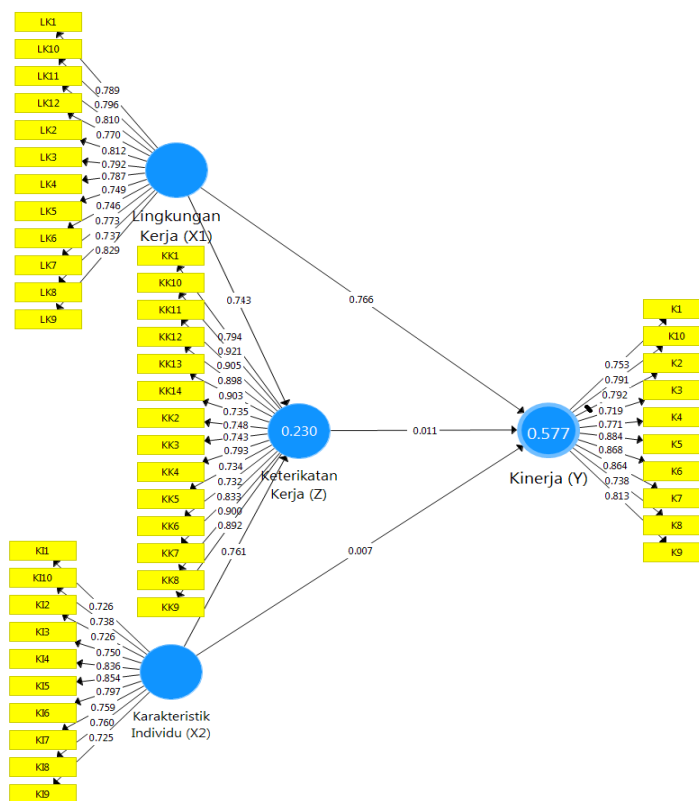 LK1
LK10
LK11
LK12
LK2
LK3
LK4
LK5
LK6
LK7
LK8
LK9
0.789
0.796
0.810
0.770
0.812
0.792
0.787
0.749
0.746
0.773
0.737
0.829
Lingkungan
Kerja (X1)
0.743
0.766
KK1
KK10
KK11
KK12
KK13
KK14
KK2
KK3
KK4
KK5
KK6
KK7
KK8
KK9
0.794
0.921
0.905
0.898
0.903
0.735
0.748
0.743
0.793
0.734
0.732
0.833
0.900
0.892
0.230
Keterikatan
Kerja (Z)
0.011
0.761
0.007
K1
K10
K2
K3
K4
K5
K6
K7
K8
K9
0.753
0.791
0.792
0.719
0.771
0.884
0.868
0.864
0.738
0.813
0.577
Kinerja (Y)
KI1
KI10
KI2
KI3
KI4
KI5
KI6
KI7
KI8
KI9
0.726
0.738
0.726
0.750
0.836
0.854
0.797
0.759
0.760
0.725
Karakteristik
Individu (X2)